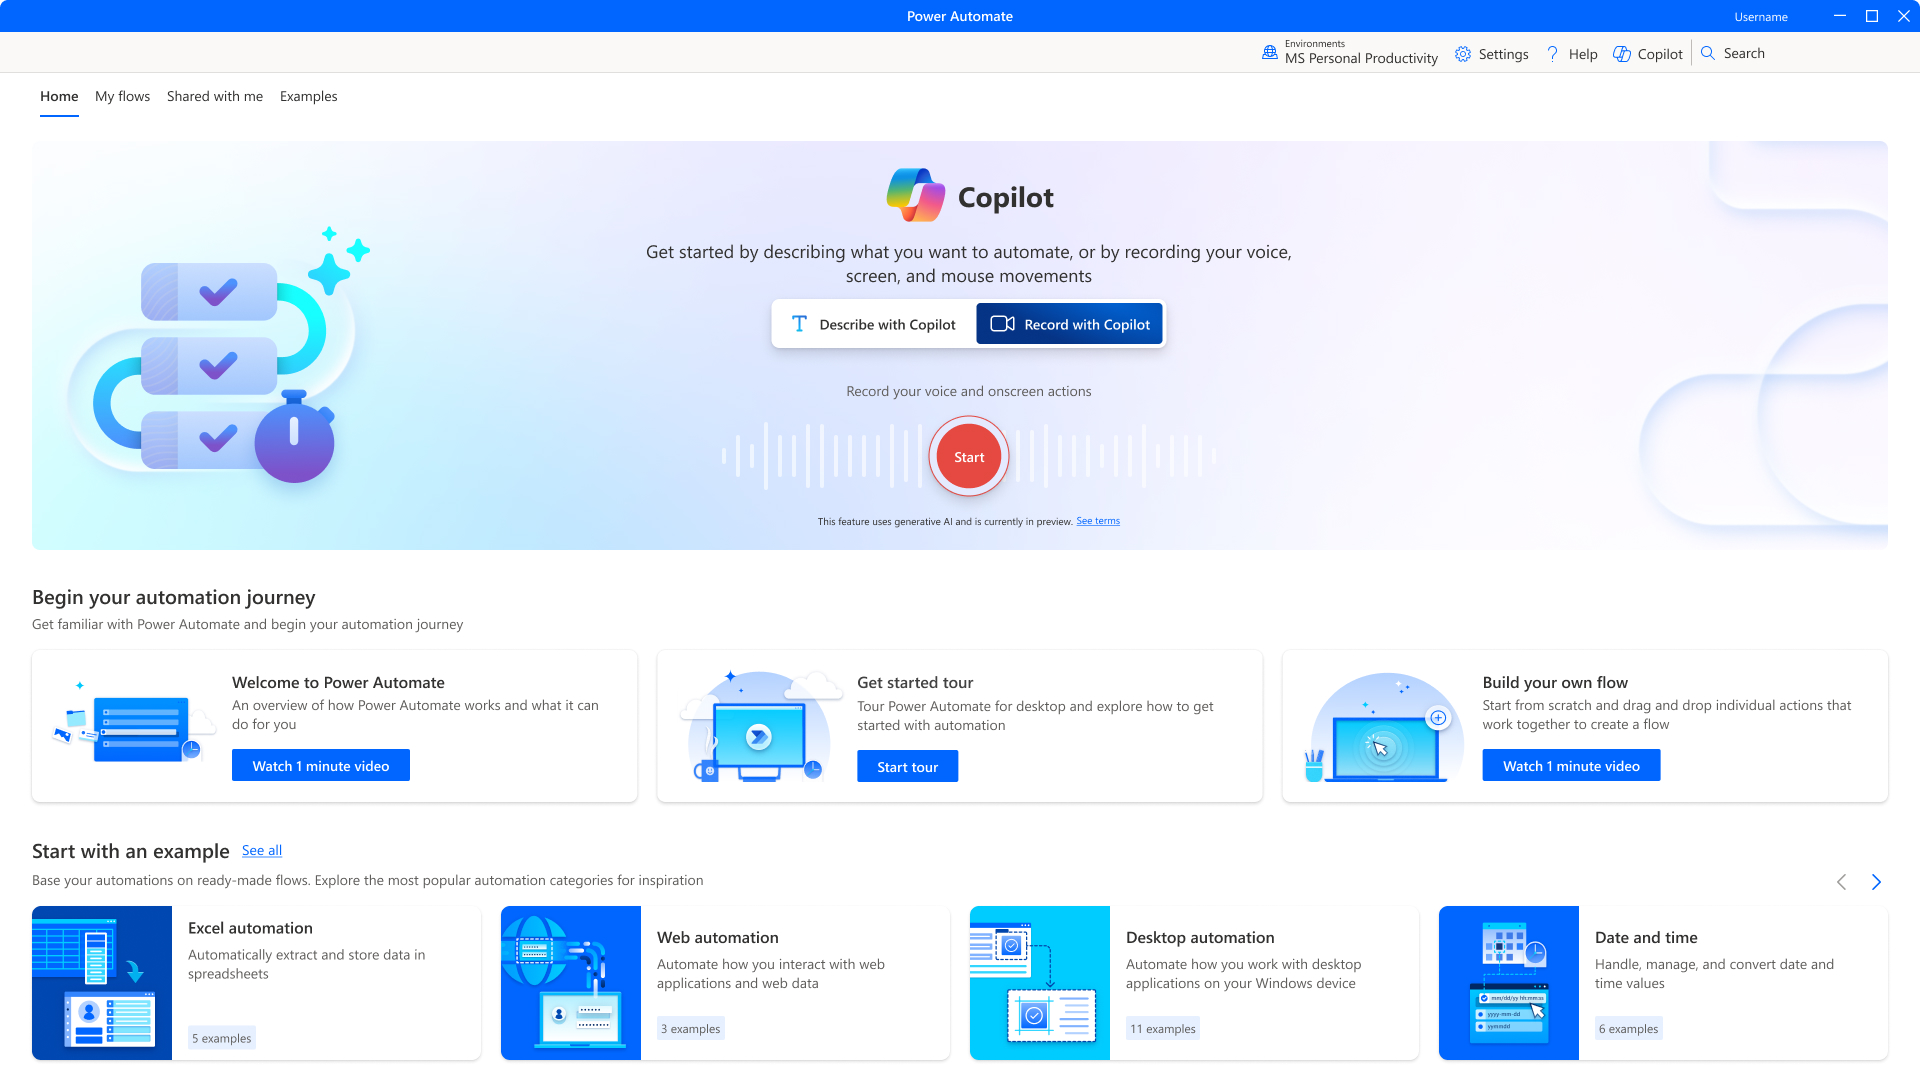 Power Automate
Username
Environments
MS Personal Productivity
Settings
Help
Copilot
Search
Home
My flows
Shared with me
Examples
Copilot
Get started by describing what you want to automate, or by recording your voice,
screen, and mouse movements
Describe with Copilot
Record with Copilot
Record your voice and onscreen actions
Start
This feature uses generative AI and is currently in preview. See terms
Begin your automation journey
Get familiar with Power Automate and begin your automation journey
Welcome to Power Automate
An overview of how Power Automate works and what it can
do for you
Watch 1 minute video
Get started tour
Tour Power Automate for desktop and explore how to get
started with automation
Start tour
Build your own flow
Start from scratch and drag and drop individual actions that
work together to create a flow
Watch 1 minute video
Start with an example See all
Base your automations on ready-made flows. Explore the most popular automation categories for inspiration
Excel automation
Automatically extract and store data in
spreadsheets
5 examples
Web automation
Automate how you interact with web
applications and web data
3 examples
Desktop automation
Automate how you work with desktop
applications on your Windows device
11 examples
mm/dd/yy hh:mm:ss
yyyy-mm-dd
yymmdd
Date and time
Handle, manage, and convert date and
time values
6 examples